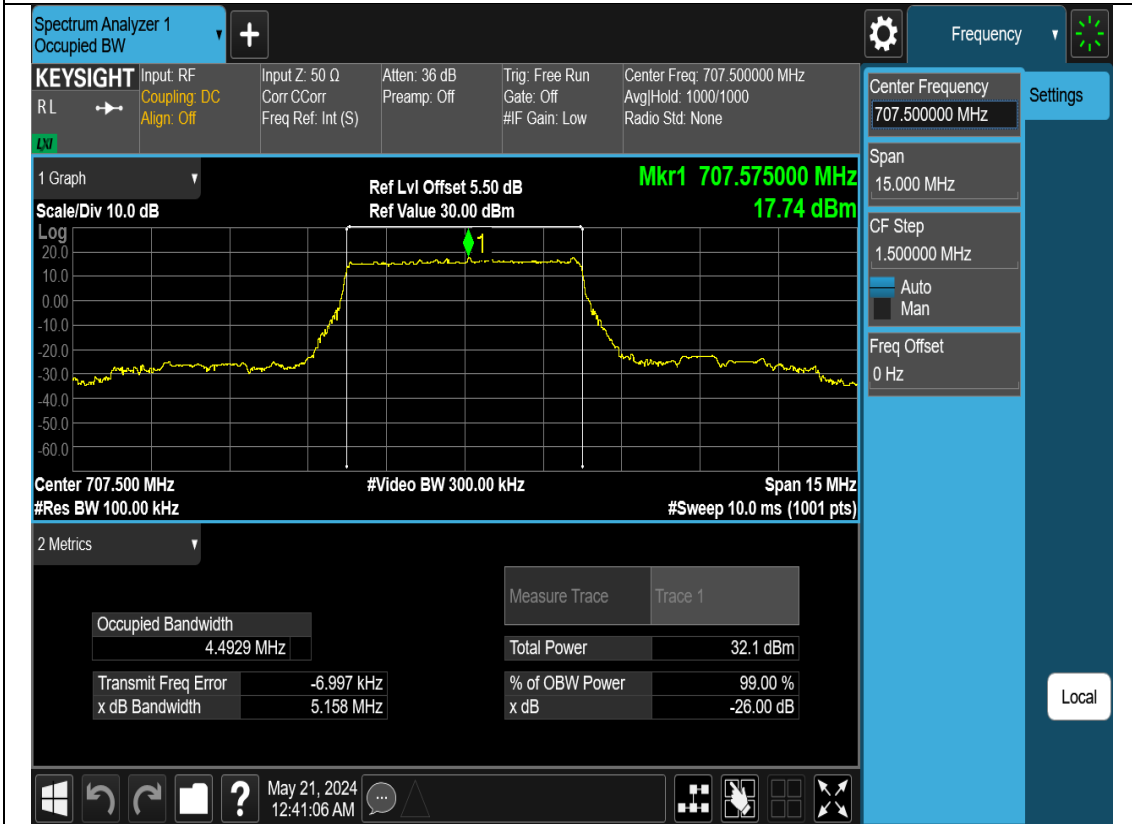 Spectrum Analyzer 1
Occupied BW
Frequency
KEYSIGHT
RL
LXI
Input: RF
Coupling: DC
Align: Off
Input Z: 50 Ω
Corr CCorr
Freq Ref: Int (S)
Atten: 36 dB
Preamp: Off
Trig: Free Run
Gate: Off
#IF Gain: Low
Center Freq: 707.500000 MHz
Avg|Hold: 1000/1000
Radio Std: None
Center Frequency
707.500000 MHz
Settings
Span
15.000 MHz
CF Step
1.500000 MHz
Auto
Man
Freq Offset
0 Hz
Local
1 Graph
Scale/Div 10.0 dB
Ref Lvl Offset 5.50 dB
Ref Value 30.00 dBm
Mkr1 707.575000 MHz
17.74 dBm
Log
1
20.0
10.0
0.00
-10.0
-20.0
-30.0
-40.0
-50.0
-60.0
Center 707.500 MHz
#Video BW 300.00 kHz
Span 15 MHz
#Res BW 100.00 kHz
#Sweep 10.0 ms (1001 pts)
2 Metrics
Measure Trace Trace 1
Occupied Bandwidth
4.4929 MHz
Total Power 32.1 dBm
Transmit Freq Error -6.997 kHz
% of OBW Power 99.00 %
x dB Bandwidth 5.158 MHz
x dB -26.00 dB
?
May 21, 2024
12:41:06 AM